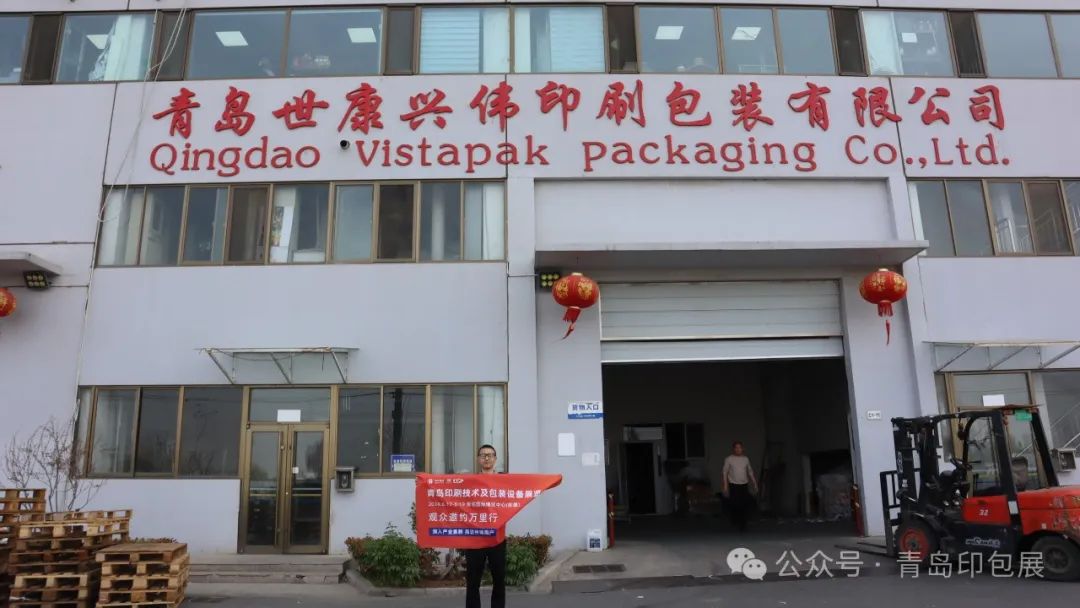 青岛世康兴伟印刷包装有限公司
Qingdao Vistapak packaging Co.,Ltd.
货物入口
青岛印刷技术及包装设备展览
观众邀约万里行
32
公众号·青岛印包展